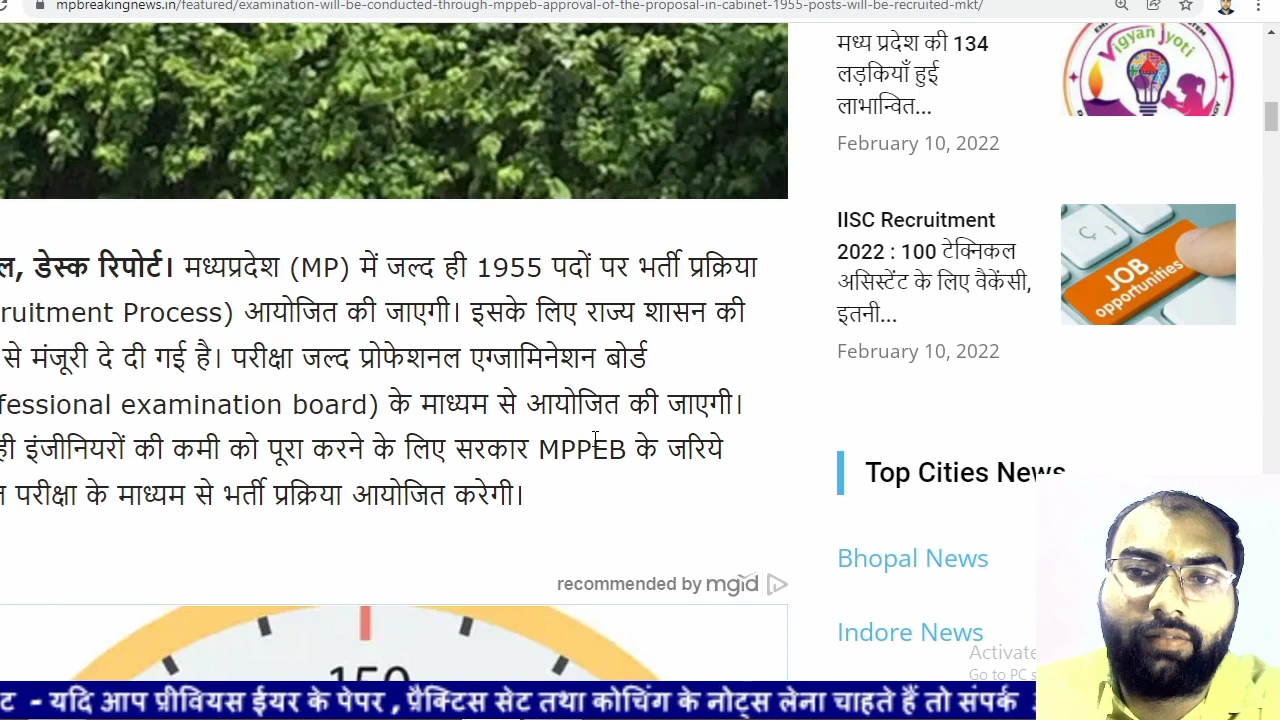 mpbreakingnews.in/featured/examination-will-be-conducted-through-mppeb-approval-of-the-proposal-in-cabinet-1955-posts-will-be-recruited-mkt/
मध्य प्रदेश की 134
लड़कियाँ हुई
लाभान्वित...
February 10, 2022
Vigyan Jyoti
IISC Recruitment
2022 : 100 टेक्निकल
असिस्टेंट के लिए वैकेंसी,
इतनी...
February 10, 2022
JOB
opportunities
ल, डेस्क रिपोर्ट। मध्यप्रदेश (MP) में जल्द ही 1955 पदों पर भर्ती प्रक्रिया
ruitment Process) आयोजित की जाएगी। इसके लिए राज्य शासन की
से मंजूरी दे दी गई है। परीक्षा जल्द प्रोफेशनल एग्जामिनेशन बोर्ड
fessional examination board) के माध्यम से आयोजित की जाएगी।
ही इंजीनियरों की कमी को पूरा करने के लिए सरकार MPPEB के जरिये
परीक्षा के माध्यम से भर्ती प्रक्रिया आयोजित करेगी।
Top Cities News
Bhopal News
Indore News
recommended by mgid
150
Activate
Go to PC s
ट - यदि आप प्रीवियस ईयर के पेपर , प्रैक्टिस सेट तथा कोचिंग के नोट्स लेना चाहते हैं तो संपर्क